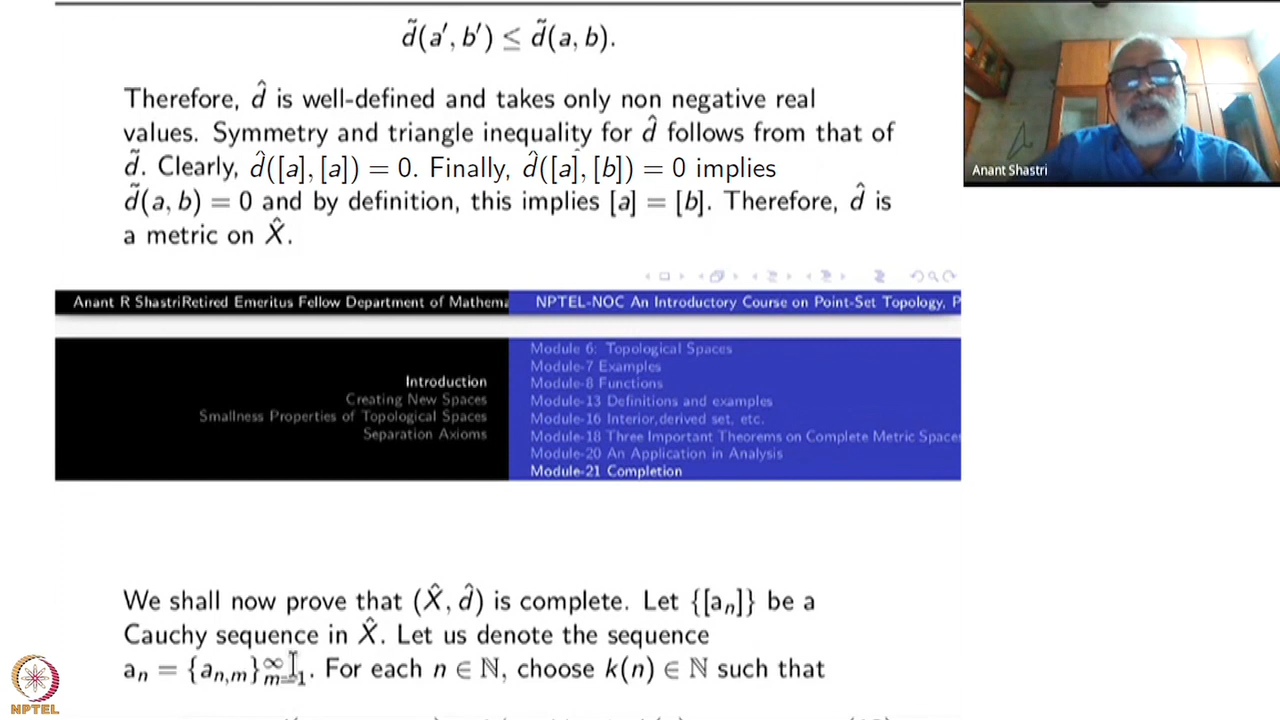 d̃(a′, b′) ≤ d̃(a, b).
Therefore, d̂ is well-defined and takes only non negative real
values. Symmetry and triangle inequality for d̂ follows from that of
d̃. Clearly, d̂([a], [a]) = 0. Finally, d̂([a], [b]) = 0 implies
d̃(a, b) = 0 and by definition, this implies [a] = [b]. Therefore, d̂ is
a metric on X̂.
Anant Shastri
Anant R ShastriRetired Emeritus Fellow Department of Mathema
NPTEL-NOC An Introductory Course on Point-Set Topology, P
Introduction
Creating New Spaces
Smallness Properties of Topological Spaces
Separation Axioms
Module 6: Topological Spaces
Module-7 Examples
Module-8 Functions
Module-13 Definitions and examples
Module-16 Interior,derived set, etc.
Module-18 Three Important Theorems on Complete Metric Spaces
Module-20 An Application in Analysis
Module-21 Completion
We shall now prove that (X̂, d̂) is complete. Let {[aₙ]} be a
Cauchy sequence in X̂. Let us denote the sequence
aₙ = {aₙ,ₘ}∞ₘ₌₁. For each n ∈ ℕ, choose k(n) ∈ ℕ such that
NPTEL